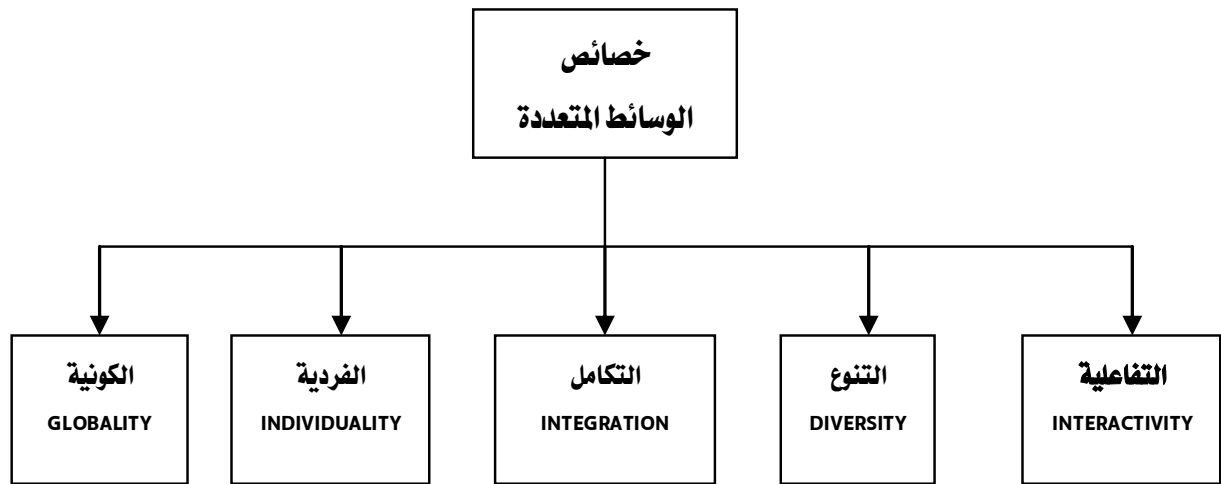 خصائص
الوسائط المتعددة
التفاعلية
INTERACTIVITY
التنوع
DIVERSITY
التكامل
INTEGRATION
الفردية
INDIVIDUALITY
الكونية
GLOBALITY